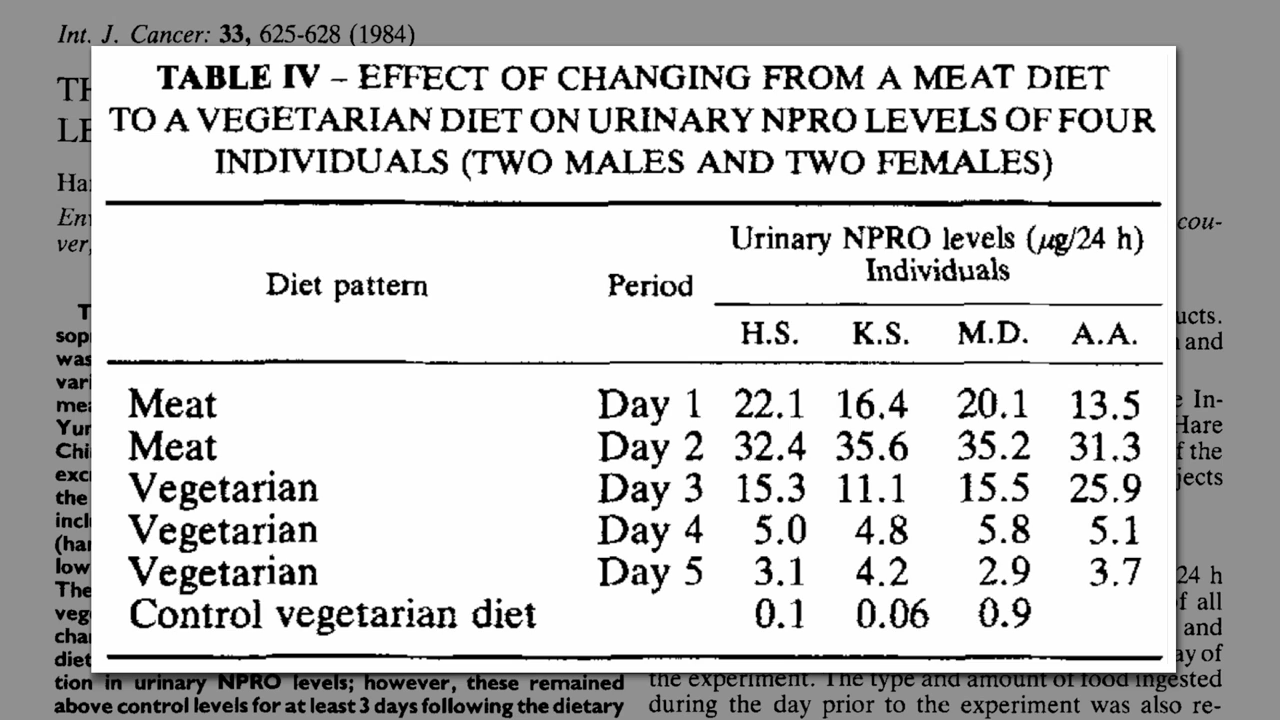 Int. J. Cancer: 33, 625-628 (1984)
TABLE IV – EFFECT OF CHANGING FROM A MEAT DIET
TO A VEGETARIAN DIET ON URINARY NPRO LEVELS OF FOUR
INDIVIDUALS (TWO MALES AND TWO FEMALES)
Urinary NPRO levels (μg/24 h)
Diet pattern Period Individuals
H.S. K.S. M.D. A.A.
Meat Day 1 22.1 16.4 20.1 13.5
Meat Day 2 32.4 35.6 35.2 31.3
Vegetarian Day 3 15.3 11.1 15.5 25.9
Vegetarian Day 4 5.0 4.8 5.8 5.1
Vegetarian Day 5 3.1 4.2 2.9 3.7
Control vegetarian diet 0.1 0.06 0.9
tion in urinary NPRO levels; however, these remained
above control levels for at least 3 days following the dietary
the experiment. The type and amount of food ingested
during the day prior to the experiment was also re-